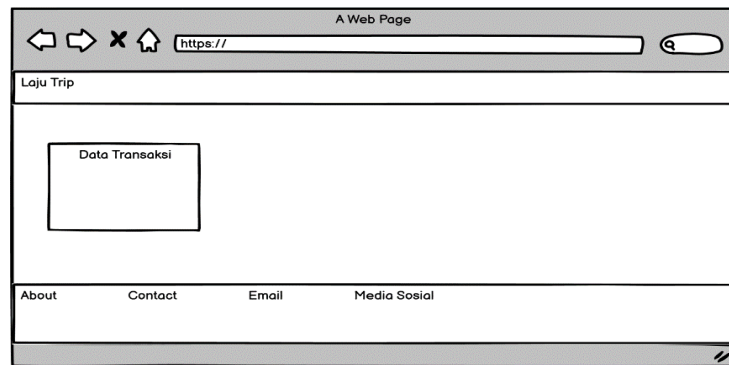 A Web Page
https://
Laju Trip
Data Transaksi
About Contact Email Media Sosial